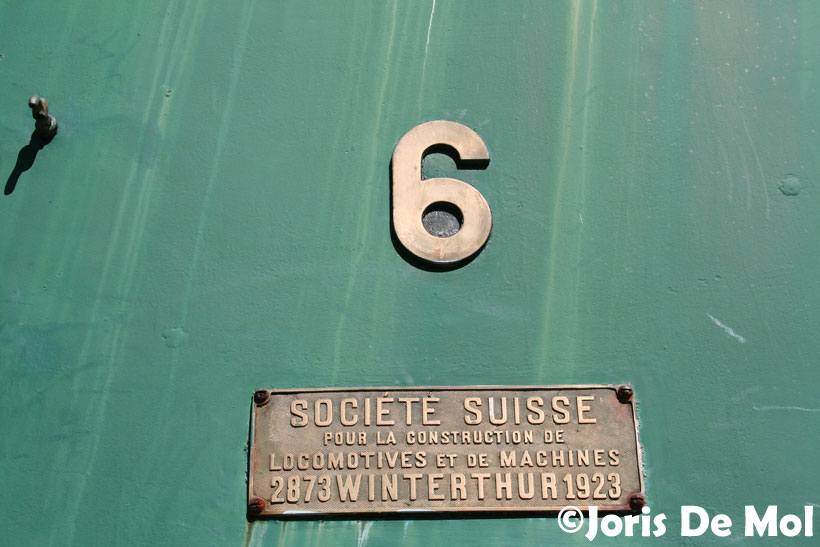 6
SOCIÉTÉ SUISSE
POUR LA CONSTRUCTION DE
LOCOMOTIVES ET DE MACHINES
2873 WINTERTHUR 1923
©Joris De Mol